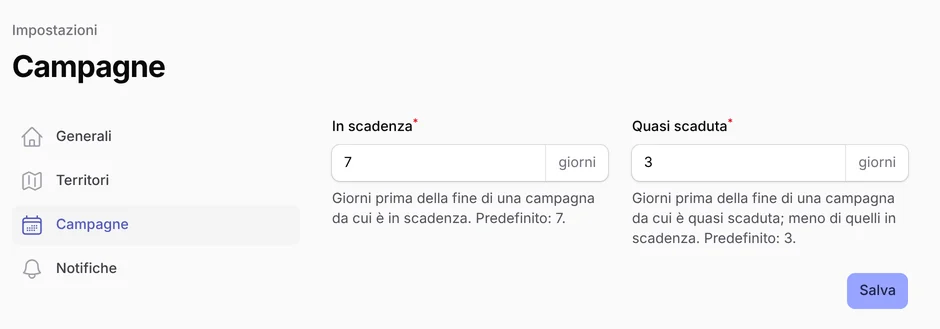 Impostazioni
Campagne
Generali
Territori
Campagne
Notifiche
In scadenza*
7 giorni
Giorni prima della fine di una campagna
da cui è in scadenza. Predefinito: 7.
Quasi scaduta*
3 giorni
Giorni prima della fine di una campagna
da cui è quasi scaduta; meno di quelli in
scadenza. Predefinito: 3.
Salva